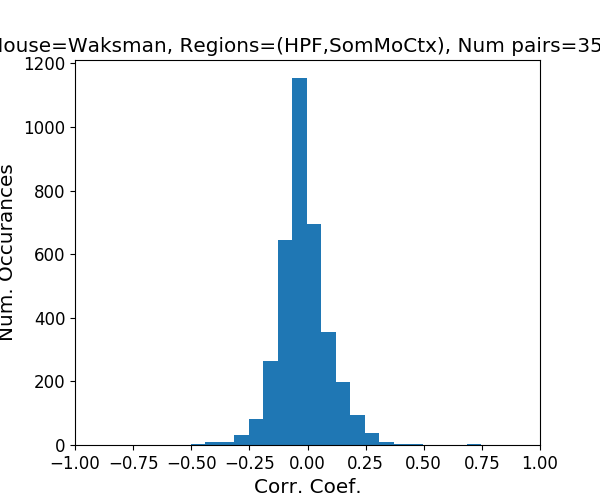 Mouse=Waksman, Regions=(HPF,SomMoCtx), Num pairs=35
1200
1000
800
600
400
200
0
Num. Occurances
−1.00 −0.75 −0.50 −0.25 0.00 0.25 0.50 0.75 1.00
Corr. Coef.